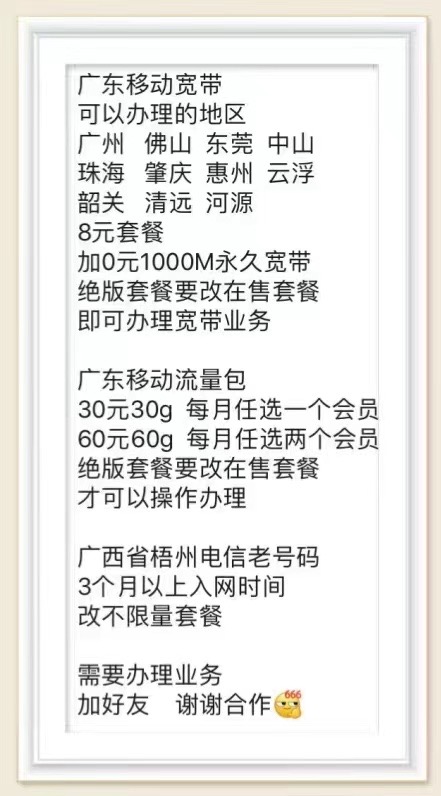 广东移动宽带
可以办理的地区
广州 佛山 东莞 中山
珠海 肇庆 惠州 云浮
韶关 清远 河源
8元套餐
加0元1000M永久宽带
绝版套餐要改在售套餐
即可办理宽带业务
广东移动流量包
30元30g 每月任选一个会员
60元60g 每月任选两个会员
绝版套餐要改在售套餐
才可以操作办理
广西省梧州电信老号码
3个月以上入网时间
改不限量套餐
需要办理业务
加好友 谢谢合作
666